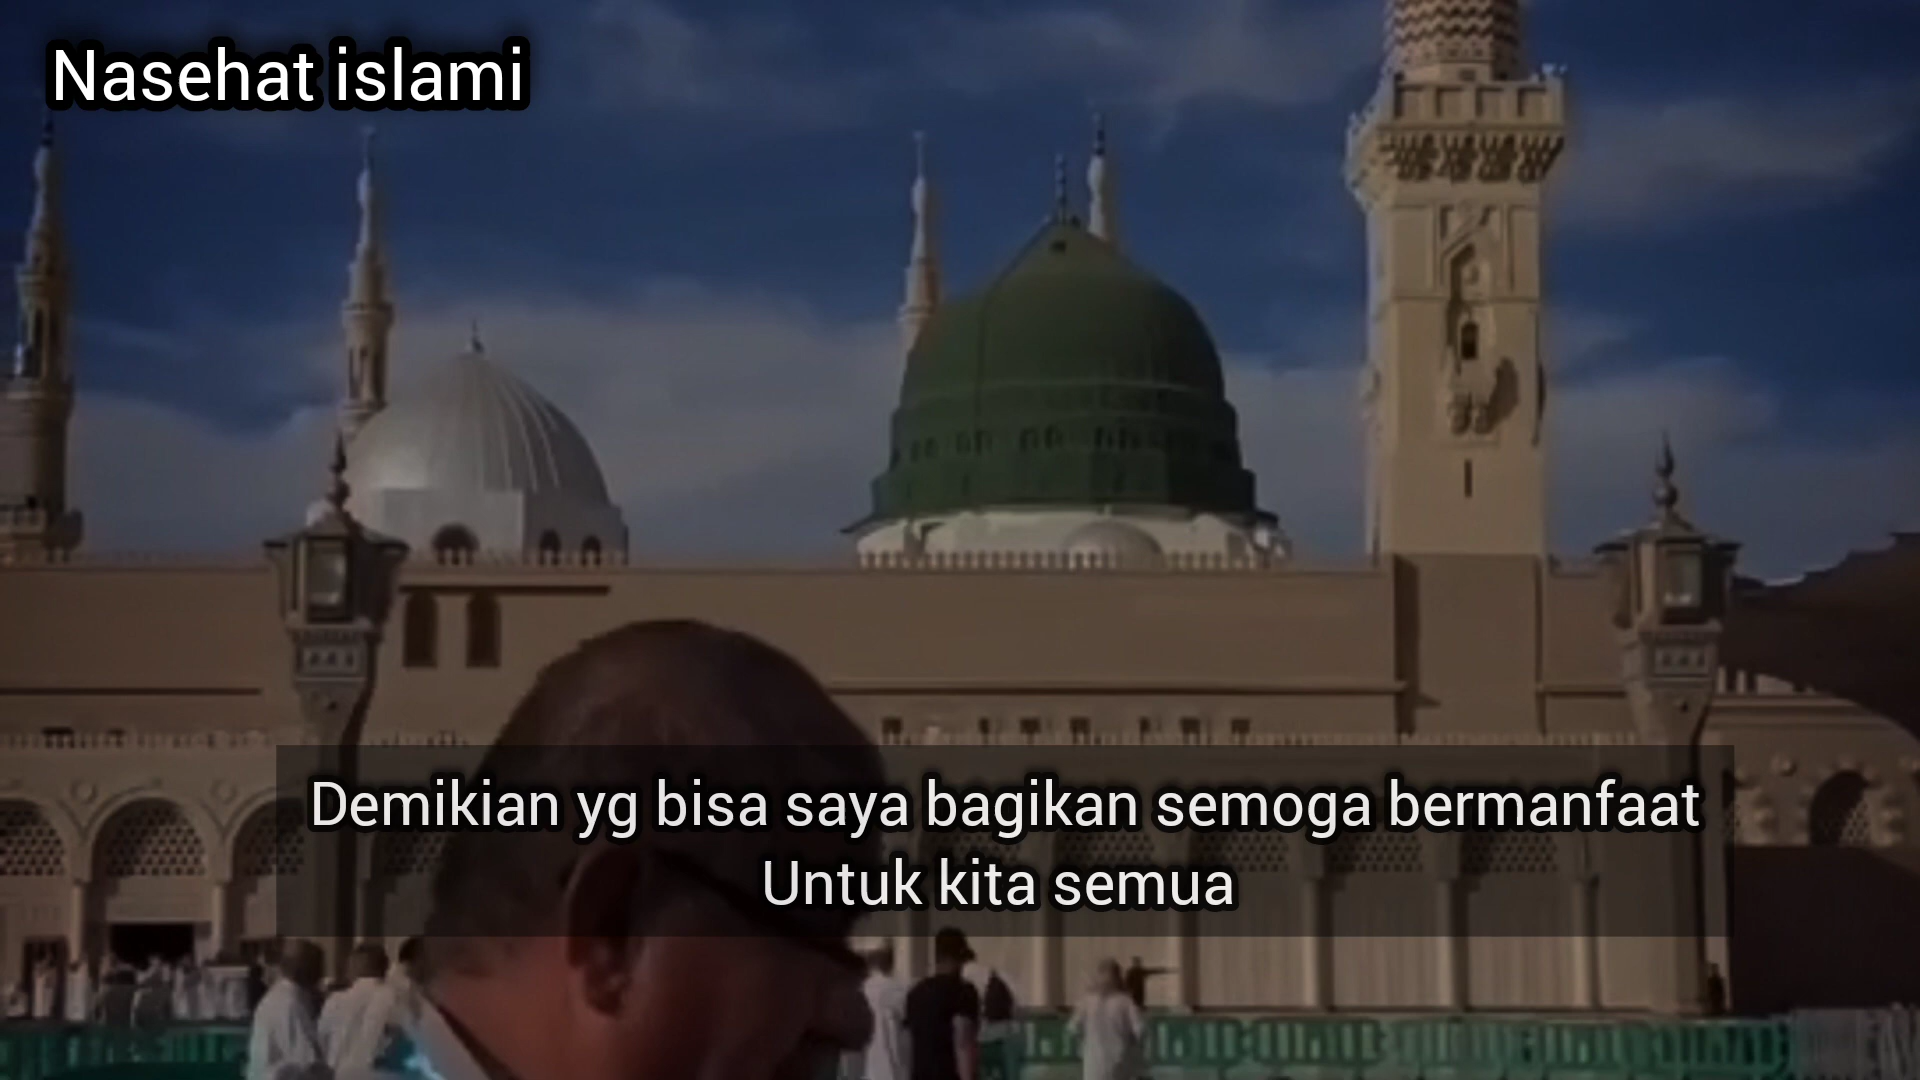 Nasehat islami
Demikian yg bisa saya bagikan semoga bermanfaat
Untuk kita semua